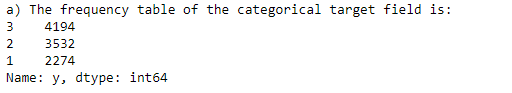 a) The frequency table of the categorical target field is:
3    4194
2    3532
1    2274
Name: y, dtype: int64